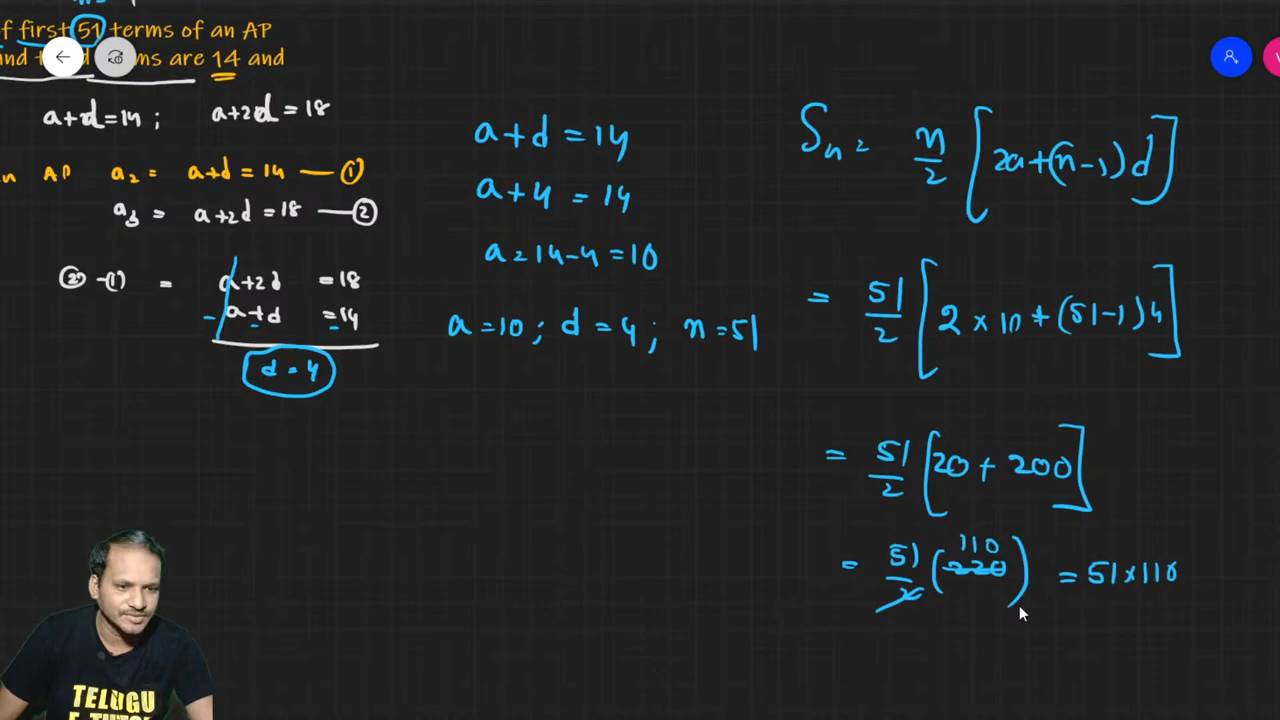 f first 51 terms of an AP
ms are 14 and
a+d=14 ; a+2d=18
n AP a₂ = a+d = 14 — ①
a₃ = a+2d = 18 — ②
② - ① = a+2d = 18
- a+d = 14
d = 4
a+d = 14
a+4 = 14
a = 14-4 = 10
a = 10 ; d = 4 ; n = 51
Sₙ = n/2 [2a+(n-1)d]
= 51/2 [2 × 10 + (51-1)4]
= 51/2 [20 + 200]
110
= 51/2 (220) = 51×110
TELUGU
E-TUTOR